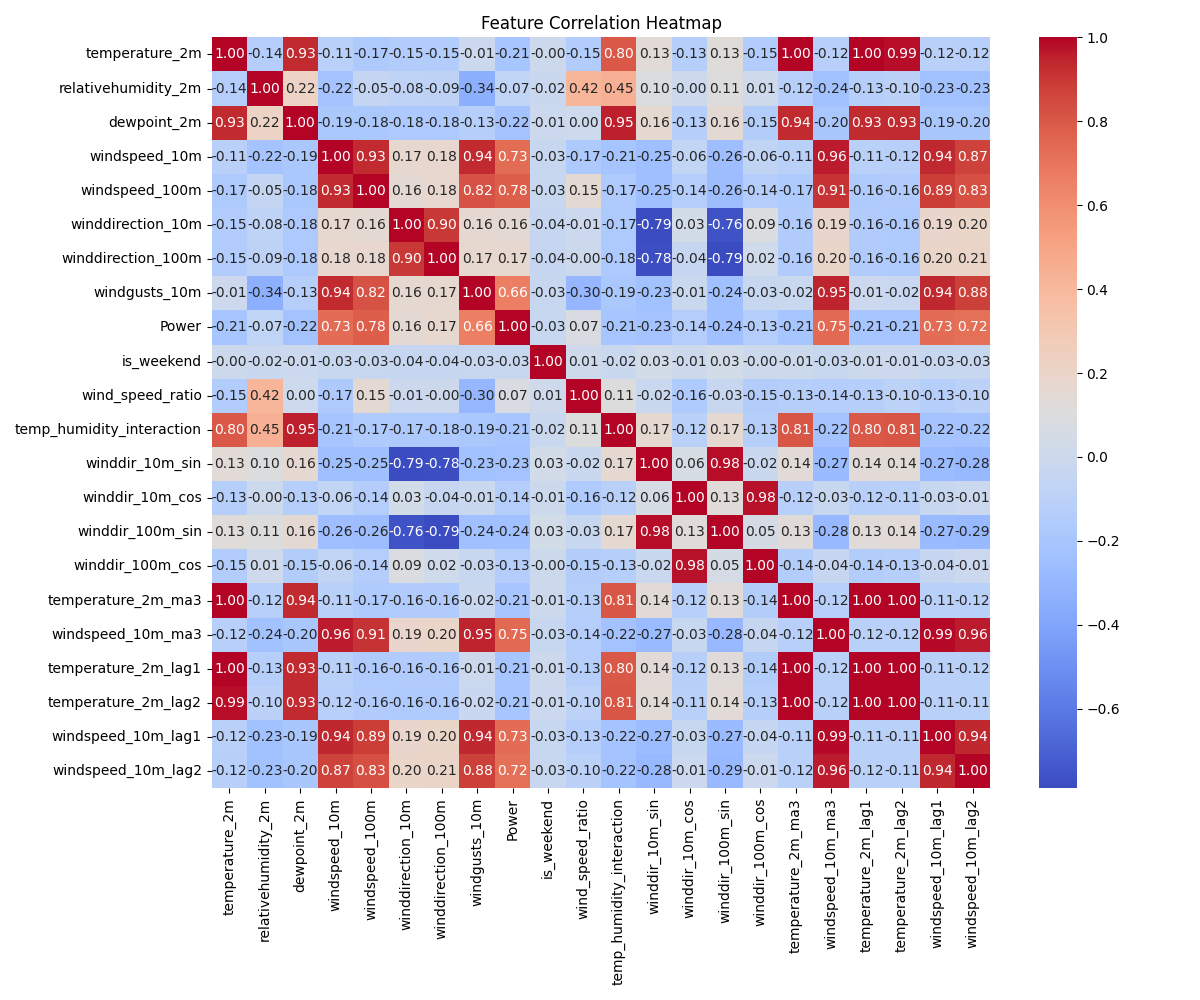 Feature Correlation Heatmap
temperature_2m 1.00 -0.14 0.93 -0.11 -0.17 -0.15 -0.15 -0.01 -0.21 -0.00 -0.15 0.80 0.13 -0.13 0.13 -0.15 1.00 -0.12 1.00 0.99 -0.12 -0.12
relativehumidity_2m -0.14 1.00 0.22 -0.22 -0.05 -0.08 -0.09 -0.34 -0.07 -0.02 0.42 0.45 0.10 -0.00 0.11 0.01 -0.12 -0.24 -0.13 -0.10 -0.23 -0.23
dewpoint_2m 0.93 0.22 1.00 -0.19 -0.18 -0.18 -0.18 -0.13 -0.22 -0.01 0.00 0.95 0.16 -0.13 0.16 -0.15 0.94 -0.20 0.93 0.93 -0.19 -0.20
windspeed_10m -0.11 -0.22 -0.19 1.00 0.93 0.17 0.18 0.94 0.73 -0.03 -0.17 -0.21 -0.25 -0.06 -0.26 -0.06 -0.11 0.96 -0.11 -0.12 0.94 0.87
windspeed_100m -0.17 -0.05 -0.18 0.93 1.00 0.16 0.18 0.82 0.78 -0.03 0.15 -0.17 -0.25 -0.14 -0.26 -0.14 -0.17 0.91 -0.16 -0.16 0.89 0.83
winddirection_10m -0.15 -0.08 -0.18 0.17 0.16 1.00 0.90 0.16 0.16 -0.04 -0.01 -0.17 -0.79 0.03 -0.76 0.09 -0.16 0.19 -0.16 -0.16 0.19 0.20
winddirection_100m -0.15 -0.09 -0.18 0.18 0.18 0.90 1.00 0.17 0.17 -0.04 -0.00 -0.18 -0.78 -0.04 -0.79 0.02 -0.16 0.20 -0.16 -0.16 0.20 0.21
windgusts_10m -0.01 -0.34 -0.13 0.94 0.82 0.16 0.17 1.00 0.66 -0.03 -0.30 -0.19 -0.23 -0.01 -0.24 -0.03 -0.02 0.95 -0.01 -0.02 0.94 0.88
Power -0.21 -0.07 -0.22 0.73 0.78 0.16 0.17 0.66 1.00 -0.03 0.07 -0.21 -0.23 -0.14 -0.24 -0.13 -0.21 0.75 -0.21 -0.21 0.73 0.72
is_weekend -0.00 -0.02 -0.01 -0.03 -0.03 -0.04 -0.04 -0.03 -0.03 1.00 0.01 -0.02 0.03 -0.01 0.03 -0.00 -0.01 -0.03 -0.01 -0.01 -0.03 -0.03
wind_speed_ratio -0.15 0.42 0.00 -0.17 0.15 -0.01 -0.00 -0.30 0.07 0.01 1.00 0.11 -0.02 -0.16 -0.03 -0.15 -0.13 -0.14 -0.13 -0.10 -0.13 -0.10
temp_humidity_interaction 0.80 0.45 0.95 -0.21 -0.17 -0.17 -0.18 -0.19 -0.21 -0.02 0.11 1.00 0.17 -0.12 0.17 -0.13 0.81 -0.22 0.80 0.81 -0.22 -0.22
winddir_10m_sin 0.13 0.10 0.16 -0.25 -0.25 -0.79 -0.78 -0.23 -0.23 0.03 -0.02 0.17 1.00 0.06 0.98 -0.02 0.14 -0.27 0.14 0.14 -0.27 -0.28
winddir_10m_cos -0.13 -0.00 -0.13 -0.06 -0.14 0.03 -0.04 -0.01 -0.14 -0.01 -0.16 -0.12 0.06 1.00 0.13 0.98 -0.12 -0.03 -0.12 -0.11 -0.03 -0.01
winddir_100m_sin 0.13 0.11 0.16 -0.26 -0.26 -0.76 -0.79 -0.24 -0.24 0.03 -0.03 0.17 0.98 0.13 1.00 0.05 0.13 -0.28 0.13 0.14 -0.27 -0.29
winddir_100m_cos -0.15 0.01 -0.15 -0.06 -0.14 0.09 0.02 -0.03 -0.13 -0.00 -0.15 -0.13 -0.02 0.98 0.05 1.00 -0.14 -0.04 -0.14 -0.13 -0.04 -0.01
temperature_2m_ma3 1.00 -0.12 0.94 -0.11 -0.17 -0.16 -0.16 -0.02 -0.21 -0.01 -0.13 0.81 0.14 -0.12 0.13 -0.14 1.00 -0.12 1.00 1.00 -0.11 -0.12
windspeed_10m_ma3 -0.12 -0.24 -0.20 0.96 0.91 0.19 0.20 0.95 0.75 -0.03 -0.14 -0.22 -0.27 -0.03 -0.28 -0.04 -0.12 1.00 -0.12 -0.12 0.99 0.96
temperature_2m_lag1 1.00 -0.13 0.93 -0.11 -0.16 -0.16 -0.16 -0.01 -0.21 -0.01 -0.13 0.80 0.14 -0.12 0.13 -0.14 1.00 -0.12 1.00 1.00 -0.11 -0.12
temperature_2m_lag2 0.99 -0.10 0.93 -0.12 -0.16 -0.16 -0.16 -0.02 -0.21 -0.01 -0.10 0.81 0.14 -0.11 0.14 -0.13 1.00 -0.12 1.00 1.00 -0.11 -0.11
windspeed_10m_lag1 -0.12 -0.23 -0.19 0.94 0.89 0.19 0.20 0.94 0.73 -0.03 -0.13 -0.22 -0.27 -0.03 -0.27 -0.04 -0.11 0.99 -0.11 -0.11 1.00 0.94
windspeed_10m_lag2 -0.12 -0.23 -0.20 0.87 0.83 0.20 0.21 0.88 0.72 -0.03 -0.10 -0.22 -0.28 -0.01 -0.29 -0.01 -0.12 0.96 -0.12 -0.11 0.94 1.00
temperature_2m
relativehumidity_2m
dewpoint_2m
windspeed_10m
windspeed_100m
winddirection_10m
winddirection_100m
windgusts_10m
Power
is_weekend
wind_speed_ratio
temp_humidity_interaction
winddir_10m_sin
winddir_10m_cos
winddir_100m_sin
winddir_100m_cos
temperature_2m_ma3
windspeed_10m_ma3
temperature_2m_lag1
temperature_2m_lag2
windspeed_10m_lag1
windspeed_10m_lag2
1.0
0.8
0.6
0.4
0.2
0.0
−0.2
−0.4
−0.6